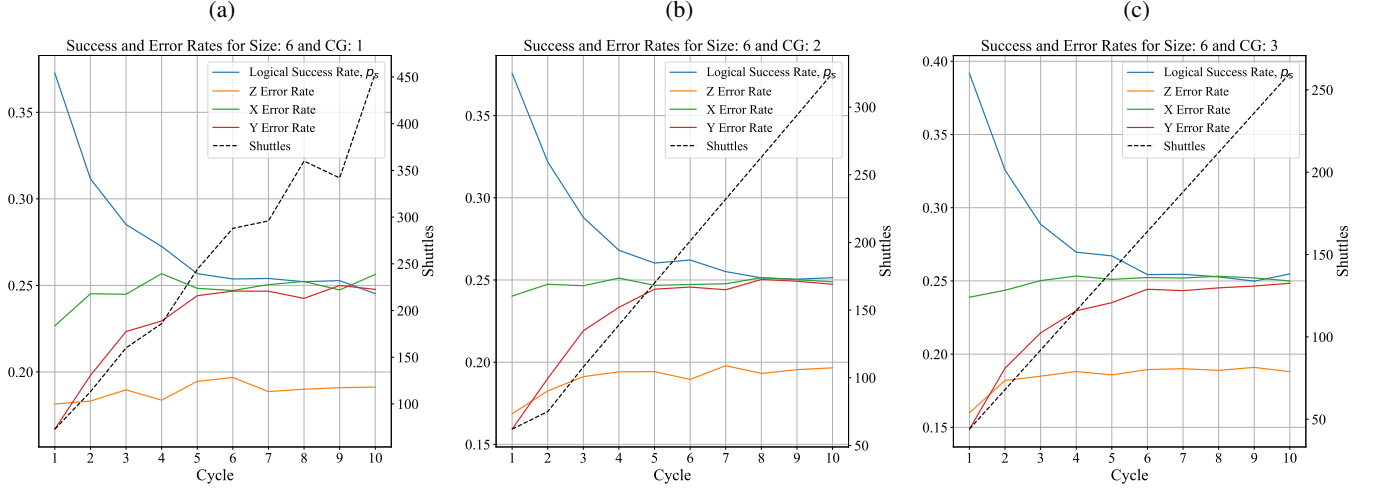 (a)
Success and Error Rates for Size: 6 and CG: 1
Logical Success Rate, pₛ
Z Error Rate
X Error Rate
Y Error Rate
Shuttles
0.35
0.30
0.25
0.20
450
400
350
300
250
200
150
100
Shuttles
1 2 3 4 5 6 7 8 9 10
Cycle
(b)
Success and Error Rates for Size: 6 and CG: 2
Logical Success Rate, pₛ
Z Error Rate
X Error Rate
Y Error Rate
Shuttles
0.35
0.30
0.25
0.20
0.15
300
250
200
150
100
50
Shuttles
1 2 3 4 5 6 7 8 9 10
Cycle
(c)
Success and Error Rates for Size: 6 and CG: 3
Logical Success Rate, pₛ
Z Error Rate
X Error Rate
Y Error Rate
Shuttles
0.40
0.35
0.30
0.25
0.20
0.15
250
200
150
100
50
Shuttles
1 2 3 4 5 6 7 8 9 10
Cycle